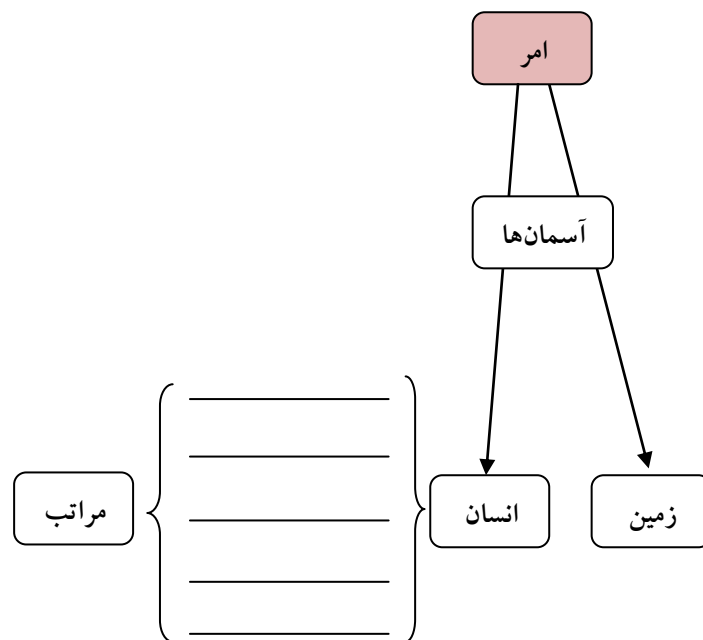 امر
آسمان‌ها
زمین
انسان
مراتب